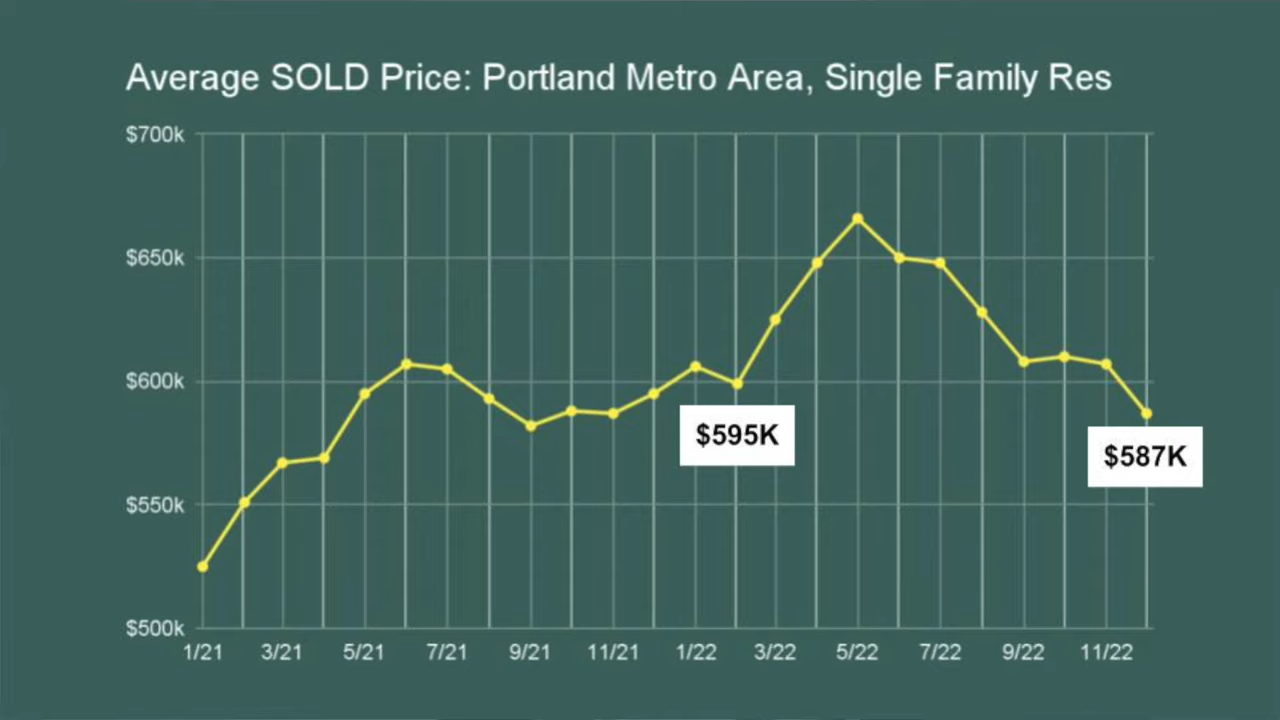 Average SOLD Price: Portland Metro Area, Single Family Res
$700k
$650k
$600k
$595K
$587K
$550k
$500k
1/21 3/21 5/21 7/21 9/21 11/21 1/22 3/22 5/22 7/22 9/22 11/22